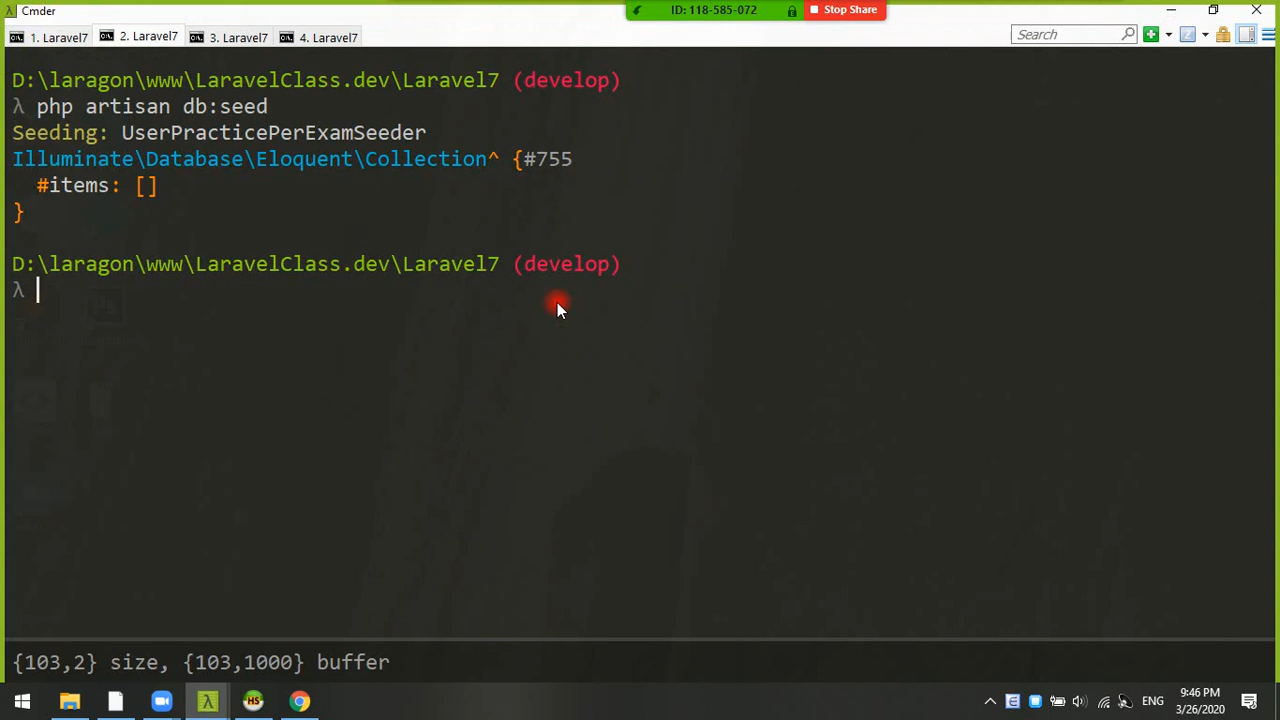 Cmder
ID: 118-585-072
Stop Share
1. Laravel7
2. Laravel7
3. Laravel7
4. Laravel7
Search
D:\laragon\www\LaravelClass.dev\Laravel7 (develop)
λ php artisan db:seed
Seeding: UserPracticePerExamSeeder
Illuminate\Database\Eloquent\Collection^ {#755
#items: []
}
D:\laragon\www\LaravelClass.dev\Laravel7 (develop)
λ
{103,2} size, {103,1000} buffer
λ
HS
ENG
9:46 PM
3/26/2020